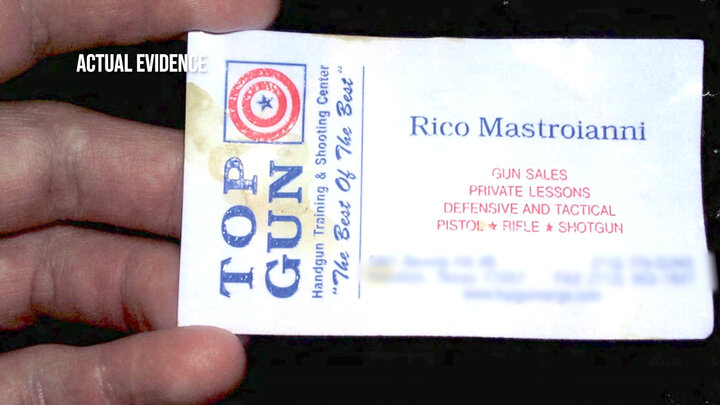 ACTUAL EVIDENCE
TOP
GUN
Handgun Training & Shooting Center
"The Best Of The Best"
Rico Mastroianni
GUN SALES
PRIVATE LESSONS
DEFENSIVE AND TACTICAL
PISTOL ★ RIFLE ★ SHOTGUN